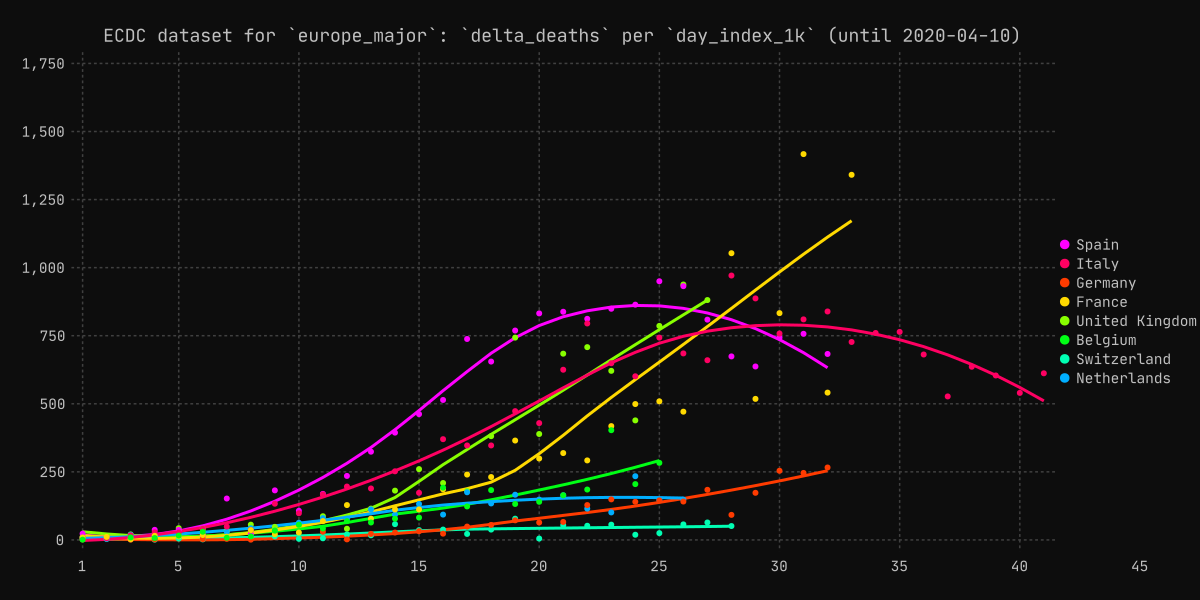 ECDC dataset for `europe_major`: `delta_deaths` per `day_index_1k` (until 2020-04-10)
1,750
1,500
1,250
1,000
750
500
250
0
1 5 10 15 20 25 30 35 40 45
Spain
Italy
Germany
France
United Kingdom
Belgium
Switzerland
Netherlands